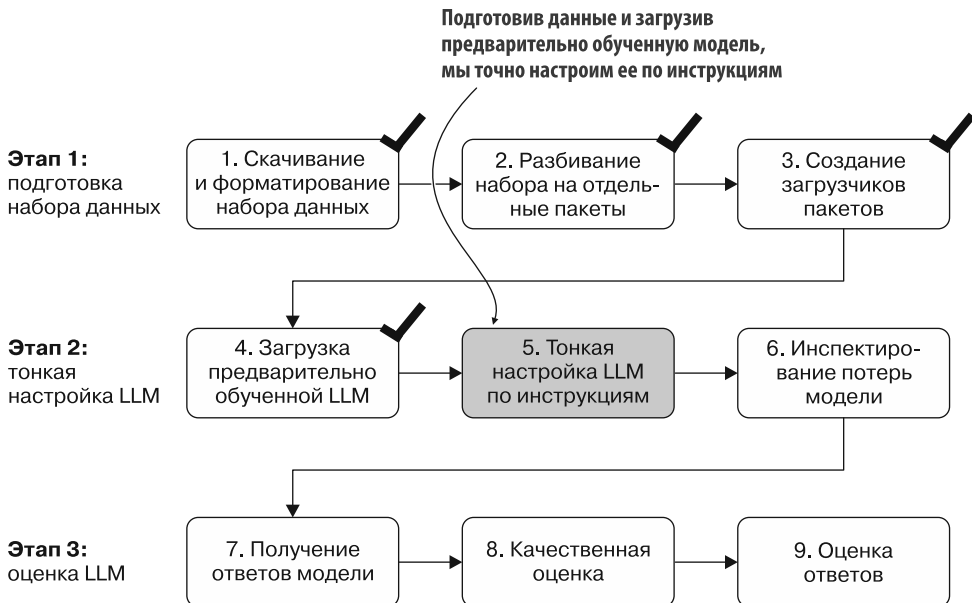 Подготовив данные и загрузив
предварительно обученную модель,
мы точно настроим ее по инструкциям
Этап 1:
подготовка
набора данных
1. Скачивание
и форматирование
набора данных
2. Разбивание
набора на отдель-
ные пакеты
3. Создание
загрузчиков
пакетов
Этап 2:
тонкая
настройка LLM
4. Загрузка
предварительно
обученной LLM
5. Тонкая
настройка LLM
по инструкциям
6. Инспектиро-
вание потерь
модели
Этап 3:
оценка LLM
7. Получение
ответов модели
8. Качественная
оценка
9. Оценка
ответов